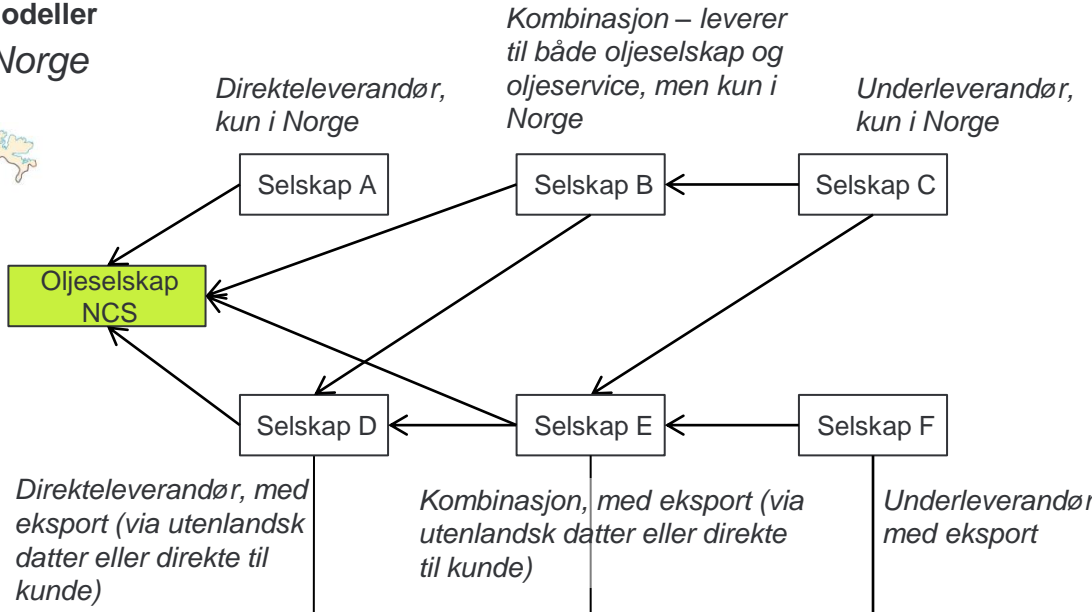 odeller
Norge
Kombinasjon – leverer
til både oljeselskap og
oljeservice, men kun i
Norge
Direkteleverandør,
kun i Norge
Underleverandør,
kun i Norge
Selskap A
Selskap B
Selskap C
Oljeselskap
NCS
Selskap D
Selskap E
Selskap F
Direkteleverandør, med
eksport (via utenlandsk
datter eller direkte til
kunde)
Kombinasjon, med eksport (via
utenlandsk datter eller direkte
til kunde)
Underleverandør
med eksport